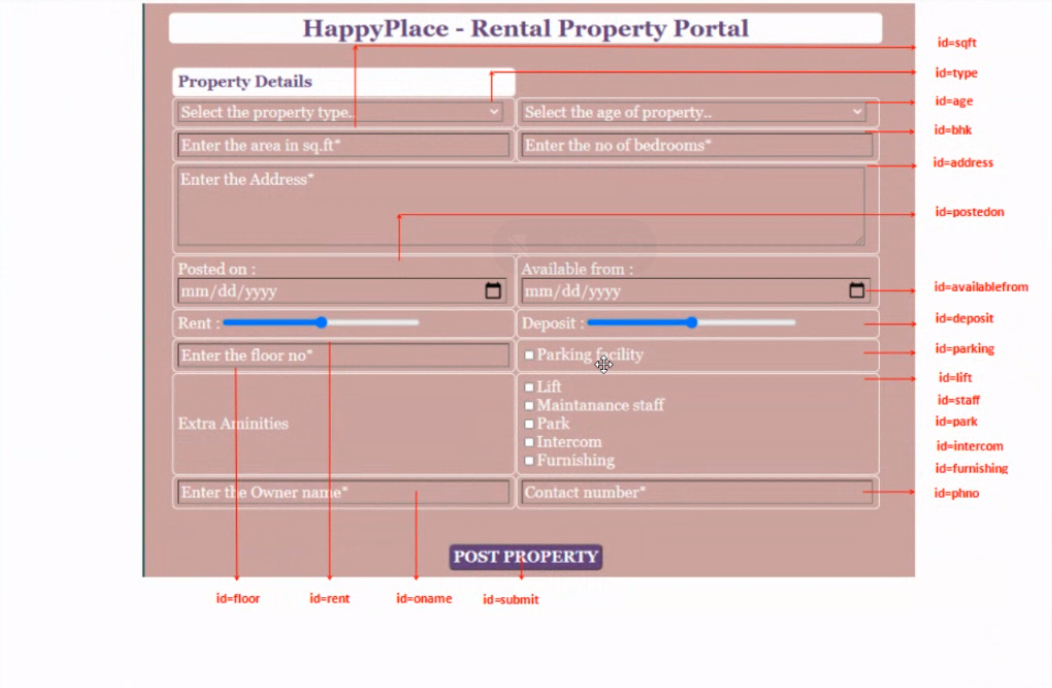 HappyPlace - Rental Property Portal
id=sqft
Property Details
id=type
Select the property type..
Select the age of property..
id=age
Enter the area in sq.ft*
Enter the no of bedrooms*
id=bhk
Enter the Address*
id=address
id=postedon
Posted on :
Available from :
mm/dd/yyyy
mm/dd/yyyy
id=availablefrom
Rent :
Deposit :
id=deposit
Enter the floor no*
Parking facility
id=parking
Extra Aminities
Lift
Maintanance staff
Park
Intercom
Furnishing
id=lift
id=staff
id=park
id=intercom
id=furnishing
Enter the Owner name*
Contact number*
id=phno
POST PROPERTY
id=floor
id=rent
id=oname
id=submit